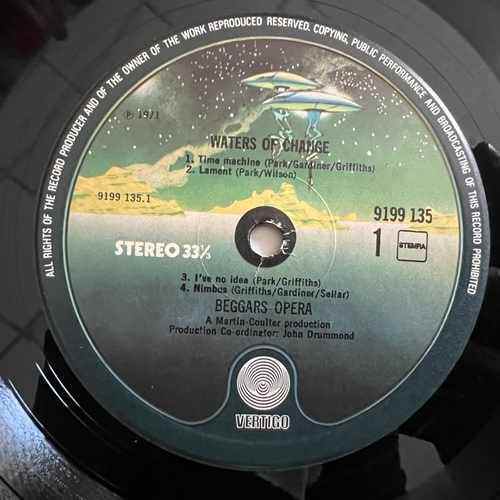 ALL RIGHTS OF THE RECORD PRODUCER AND OF THE OWNER OF THE WORK REPRODUCED RESERVED. COPYING, PUBLIC PERFORMANCE AND BROADCASTING OF THIS RECORD PROHIBITED
℗ 1971
WATERS OF CHANGE
1. Time machine (Park/Gardiner/Griffiths)
2. Lament (Park/Wilson)
9199 135.1
9199 135
STEREO 33⅓
1
STEMRA
3. I've no idea (Park/Griffiths)
4. Nimbus (Griffiths/Gardiner/Sellar)
BEGGARS OPERA
A Martin-Coulter production
Production Co-ordinator: John Drummond
VERTIGO